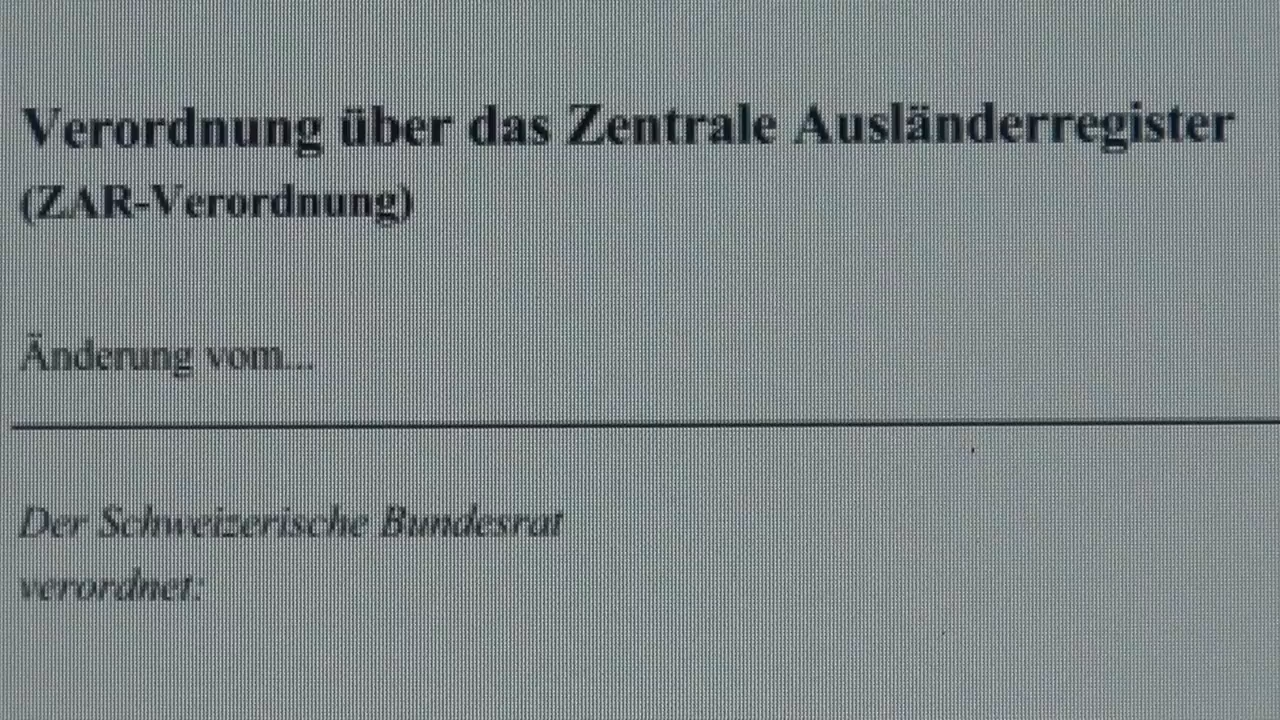 Verordnung über das Zentrale Ausländerregister
(ZAR-Verordnung)
Änderung vom...
Der Schweizerische Bundesrat
verordnet: